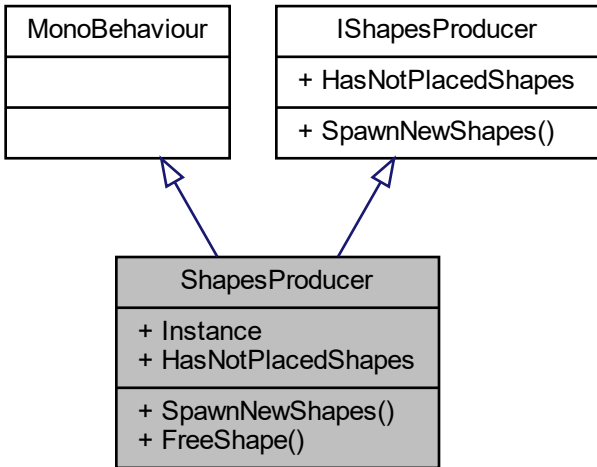 MonoBehaviour
IShapesProducer
+ HasNotPlacedShapes
+ SpawnNewShapes()
ShapesProducer
+ Instance
+ HasNotPlacedShapes
+ SpawnNewShapes()
+ FreeShape()